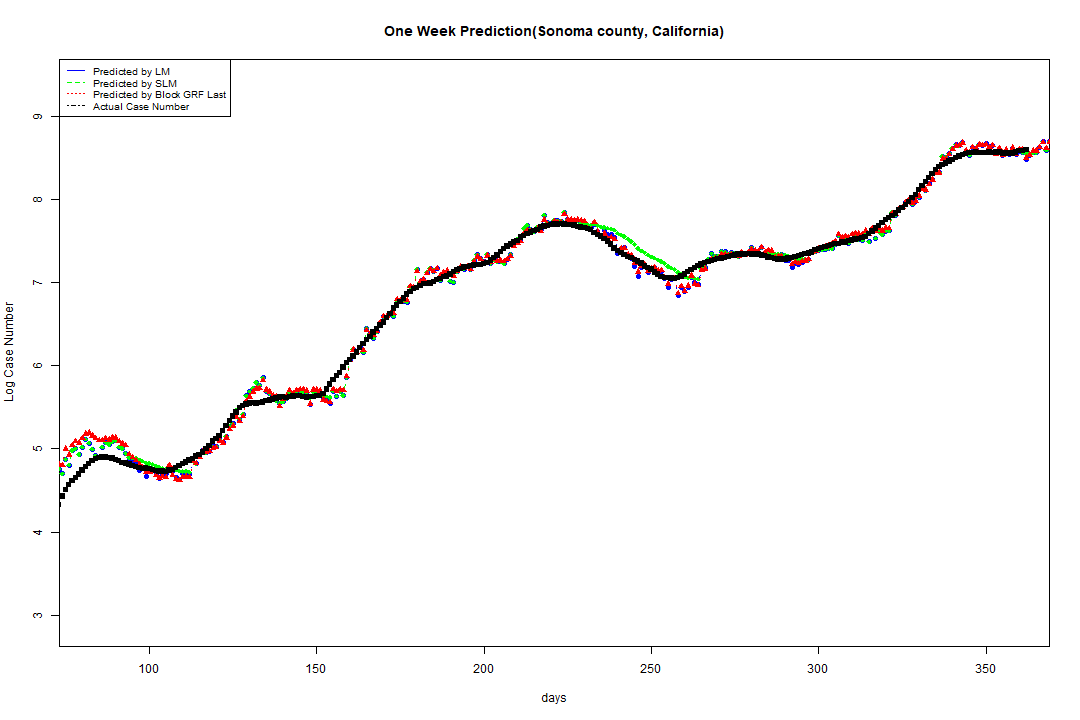 One Week Prediction(Sonoma county, California)
Predicted by LM
Predicted by SLM
Predicted by Block GRF Last
Actual Case Number
9
8
7
6
5
4
3
Log Case Number
100 150 200 250 300 350
days